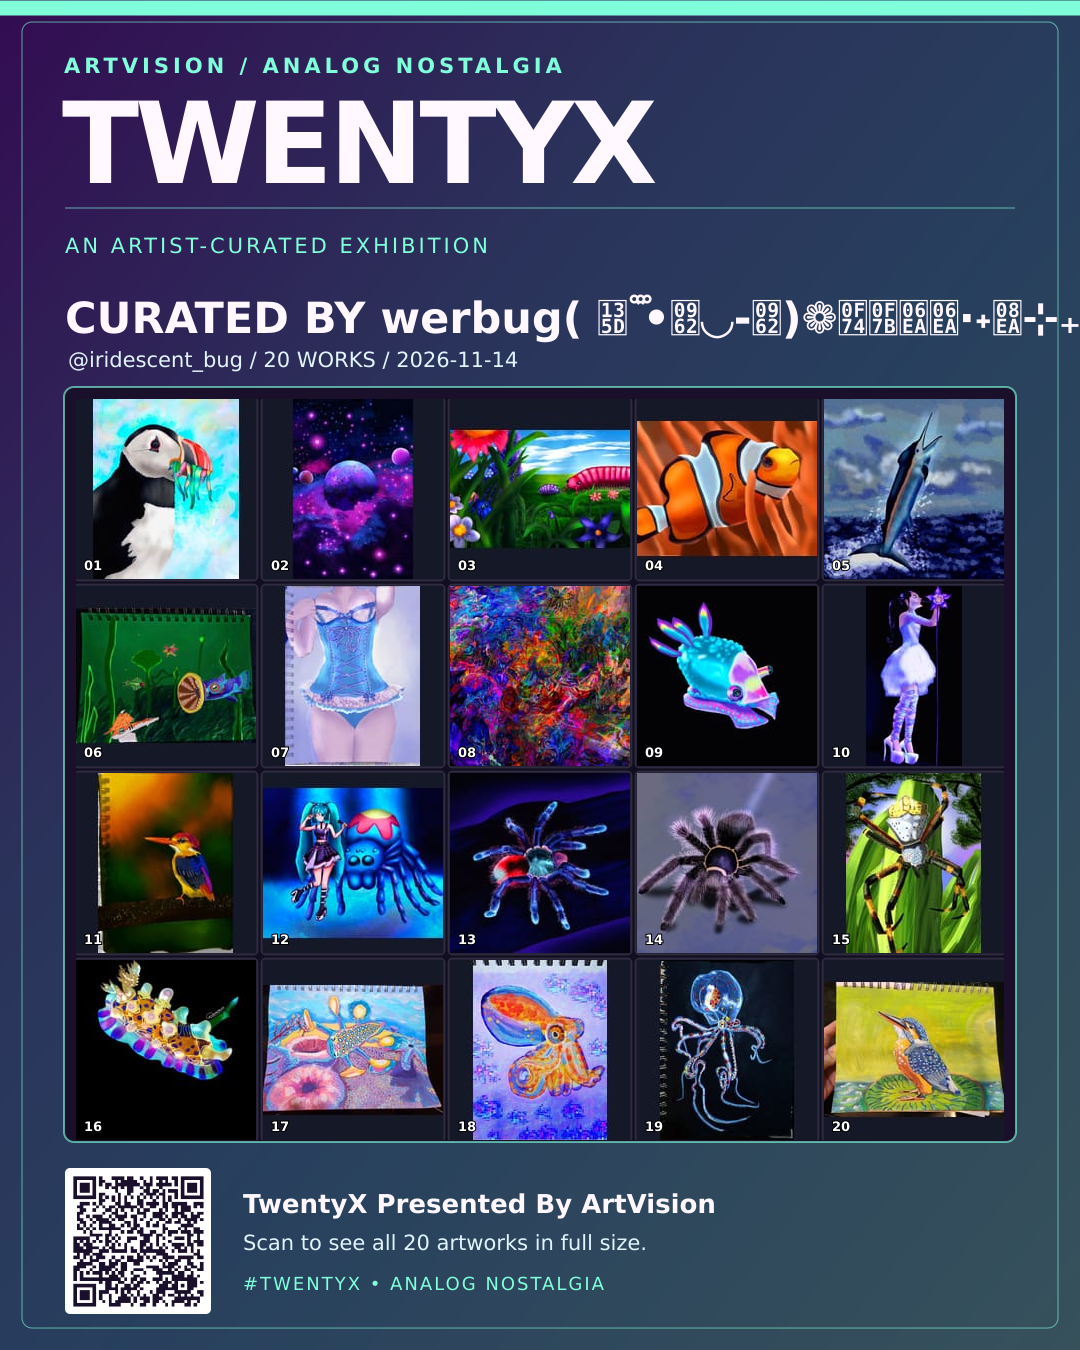 ARTVISION / ANALOG NOSTALGIA
TWENTYX
AN ARTIST-CURATED EXHIBITION
CURATED BY werbug(
@iridescent_bug / 20 WORKS / 2026-11-14
01
02
03
04
05
06
07
08
09
10
11
12
13
14
15
16
17
18
19
20
TwentyX Presented By ArtVision
Scan to see all 20 artworks in full size.
#TWENTYX • ANALOG NOSTALGIA